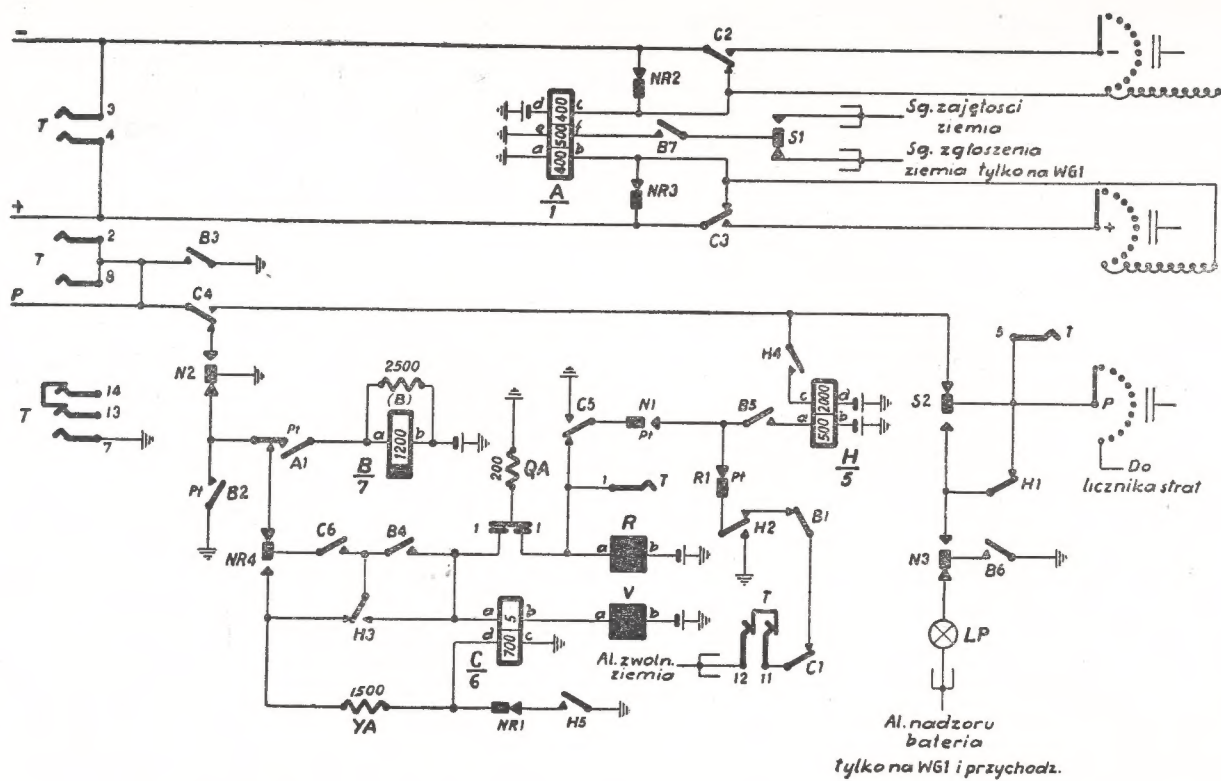 -
C2
-
NR2
3
T
4
d 400 c
Sg. zajętości
ziemia
e 500 f
B7
S1
a 400 b
Sg. zgłoszenia
ziemia tylko na WG1
A/1
NR3
+
C3
+
2
B3
T
8
P
C4
5 T
H4
N2
2500
(B)
C5
N1
Pt
B5
c 2000 d
a 500 b
H/5
S2
P
14
T
13
7
Pt
A1
a 1200 b
B/7
200 QA
R1 Pt
Do
licznika strat
H1
Pt B2
1 T
H2
B1
C6
B4
1 1
R
a b
NR4
N3
B6
V
a b
T
H3
a 5 b
d 700 c
C/6
LP
Al. zwoln.
ziemia
12 11
C1
1500
YA
NR1
H5
Al. nadzoru
bateria
tylko na WG1 i przychodz.